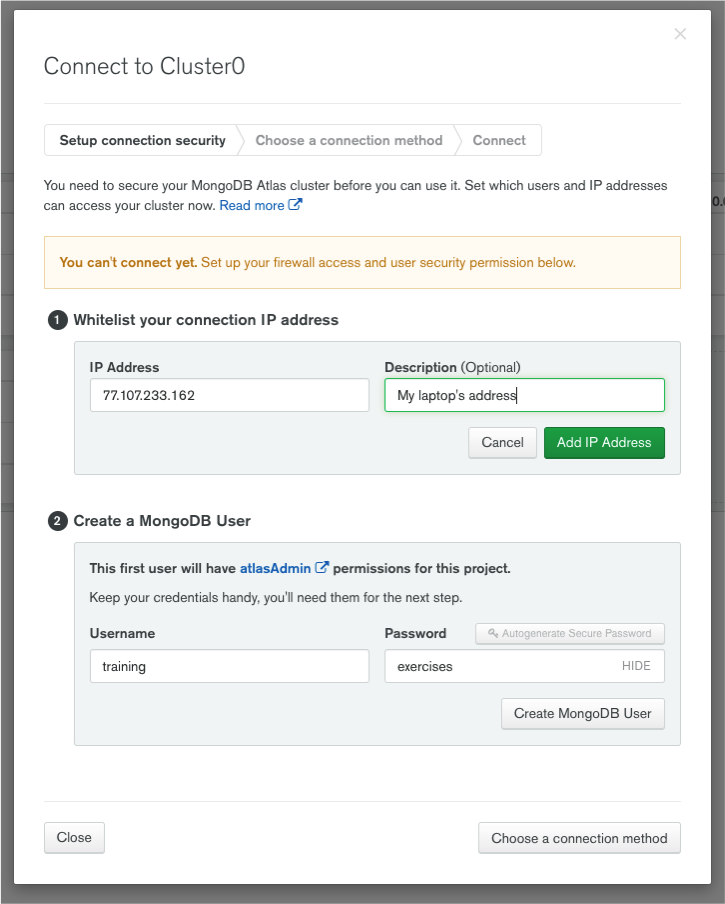 Connect to Cluster0
Setup connection security
Choose a connection method
Connect
You need to secure your MongoDB Atlas cluster before you can use it. Set which users and IP addresses
can access your cluster now. Read more
You can't connect yet. Set up your firewall access and user security permission below.
1 Whitelist your connection IP address
IP Address
Description (Optional)
77.107.233.162
My laptop's address
Cancel
Add IP Address
2 Create a MongoDB User
This first user will have atlasAdmin permissions for this project.
Keep your credentials handy, you'll need them for the next step.
Username
Password
Autogenerate Secure Password
training
exercises
HIDE
Create MongoDB User
Close
Choose a connection method